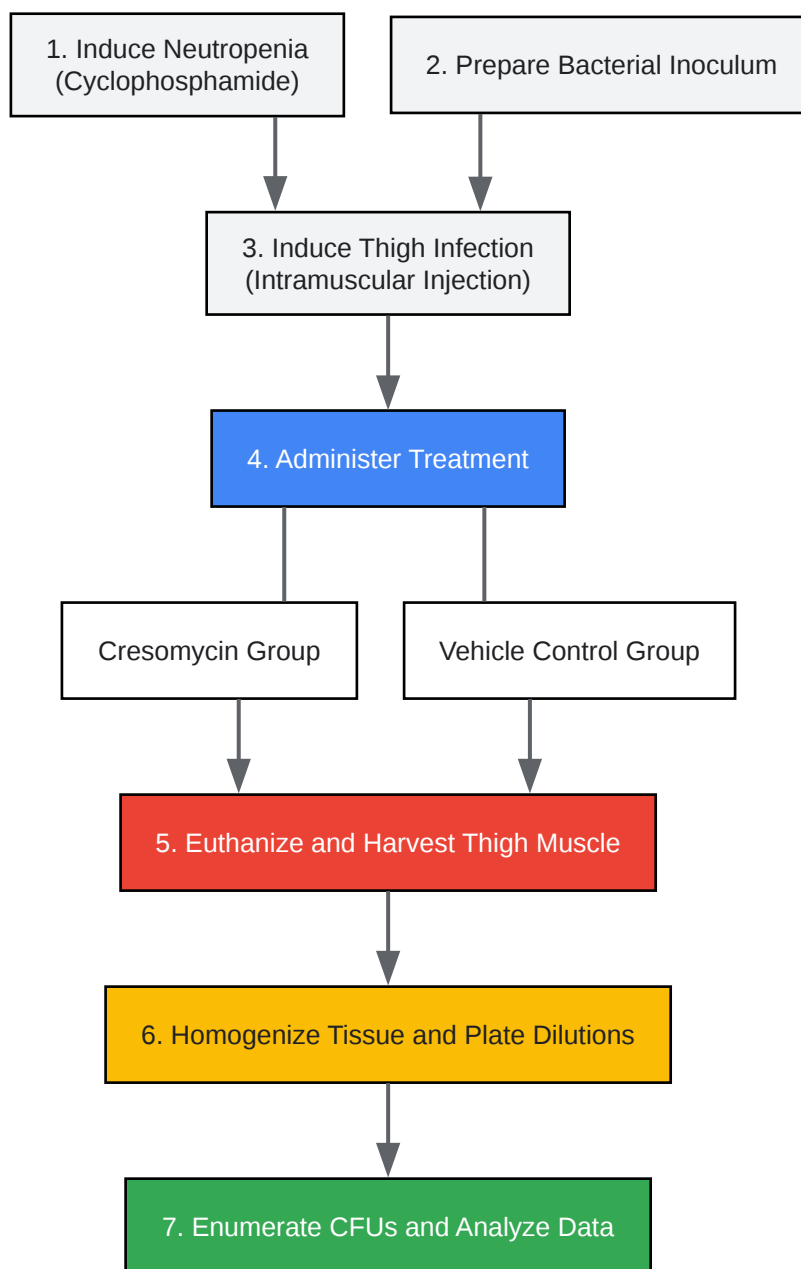 1. Induce Neutropenia
(Cyclophosphamide)
2. Prepare Bacterial Inoculum
3. Induce Thigh Infection
(Intramuscular Injection)
4. Administer Treatment
Cresomycin Group
Vehicle Control Group
5. Euthanize and Harvest Thigh Muscle
6. Homogenize Tissue and Plate Dilutions
7. Enumerate CFUs and Analyze Data